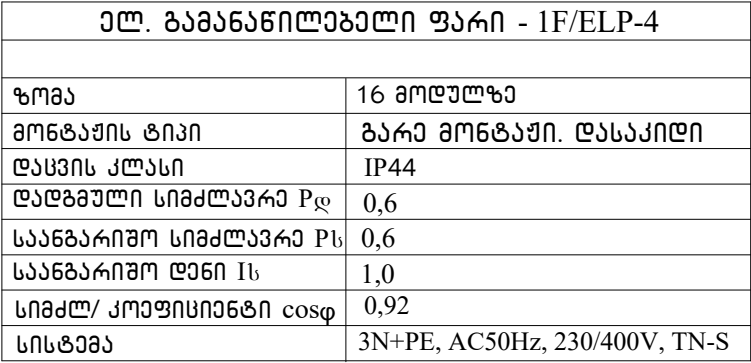 ელ. გამანაწილებელი ფარი - 1F/ELP-4
ზომა 16 მოდულზე
მონტაჟის ტიპი გარე მონტაჟი. დასაკიდი
დაცვის კლასი IP44
დადგმული სიმძლავრე Pდ 0,6
საანგარიშო სიმძლავრე Pს 0,6
საანგარიშო დენი Iს 1,0
სიმძლ/ კოეფიციენტი cosφ 0,92
სისტემა 3N+PE, AC50Hz, 230/400V, TN-S